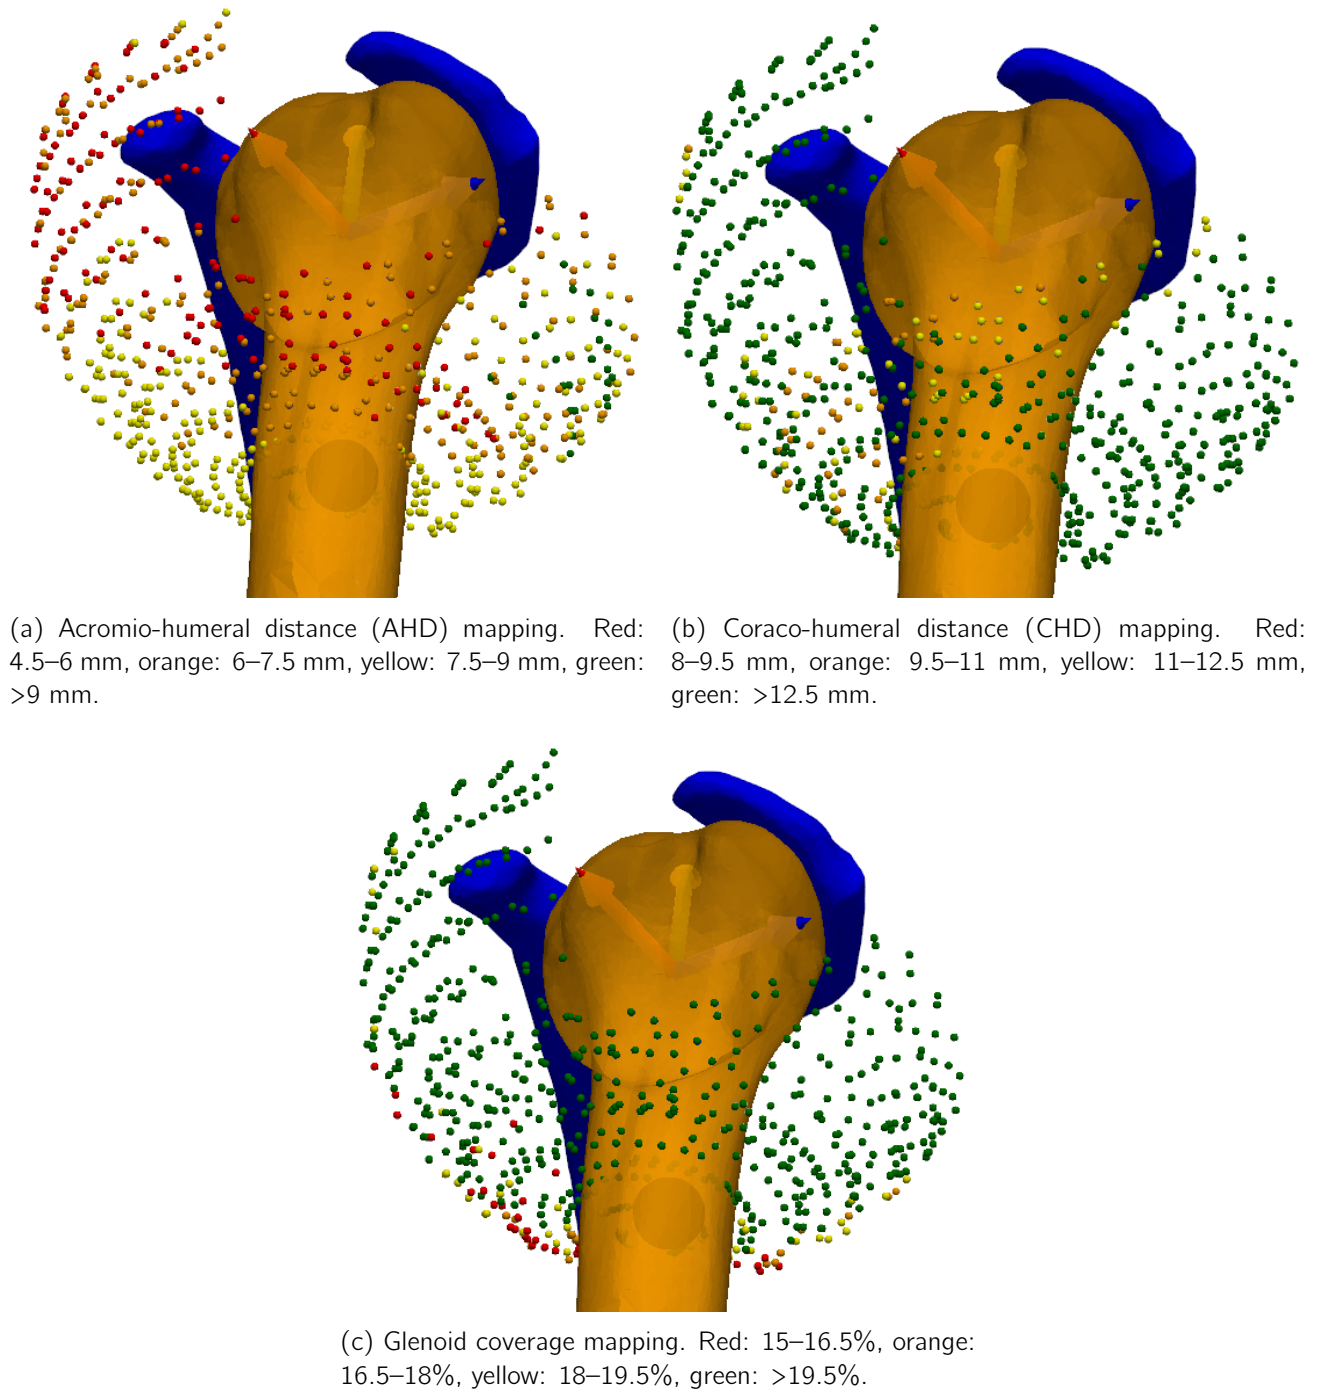 (a) Acromio-humeral distance (AHD) mapping. Red:
4.5–6 mm, orange: 6–7.5 mm, yellow: 7.5–9 mm, green:
>9 mm.
(b) Coraco-humeral distance (CHD) mapping. Red:
8–9.5 mm, orange: 9.5–11 mm, yellow: 11–12.5 mm,
green: >12.5 mm.
(c) Glenoid coverage mapping. Red: 15–16.5%, orange:
16.5–18%, yellow: 18–19.5%, green: >19.5%.